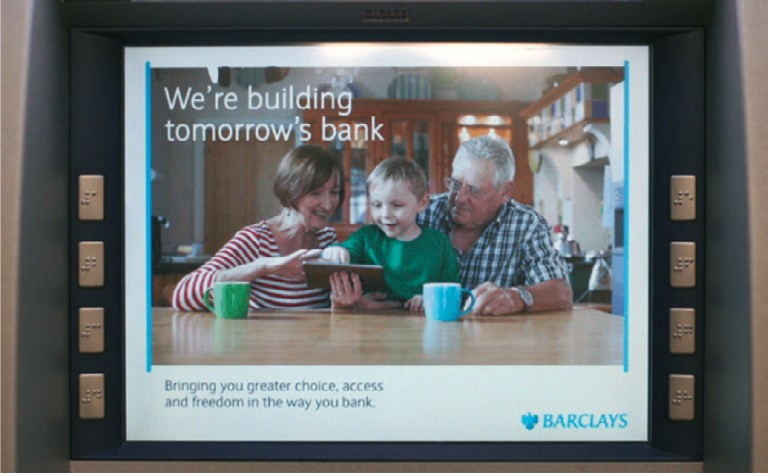 We're building
tomorrow's bank
Bringing you greater choice, access
and freedom in the way you bank.
BARCLAYS